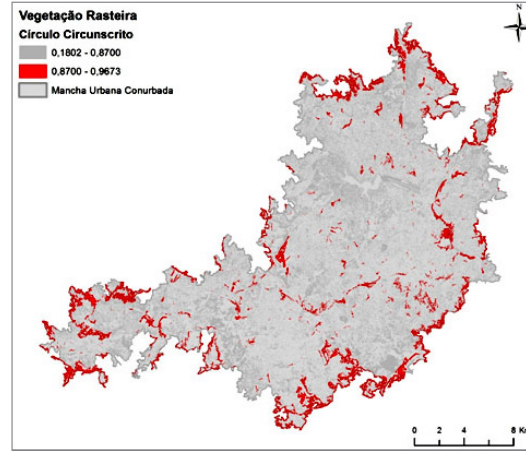 Vegetação Rasteira
Círculo Circunscrito
0,1802 - 0,8700
0,8700 - 0,9673
Mancha Urbana Conurbada
N
0 2 4 8 Km